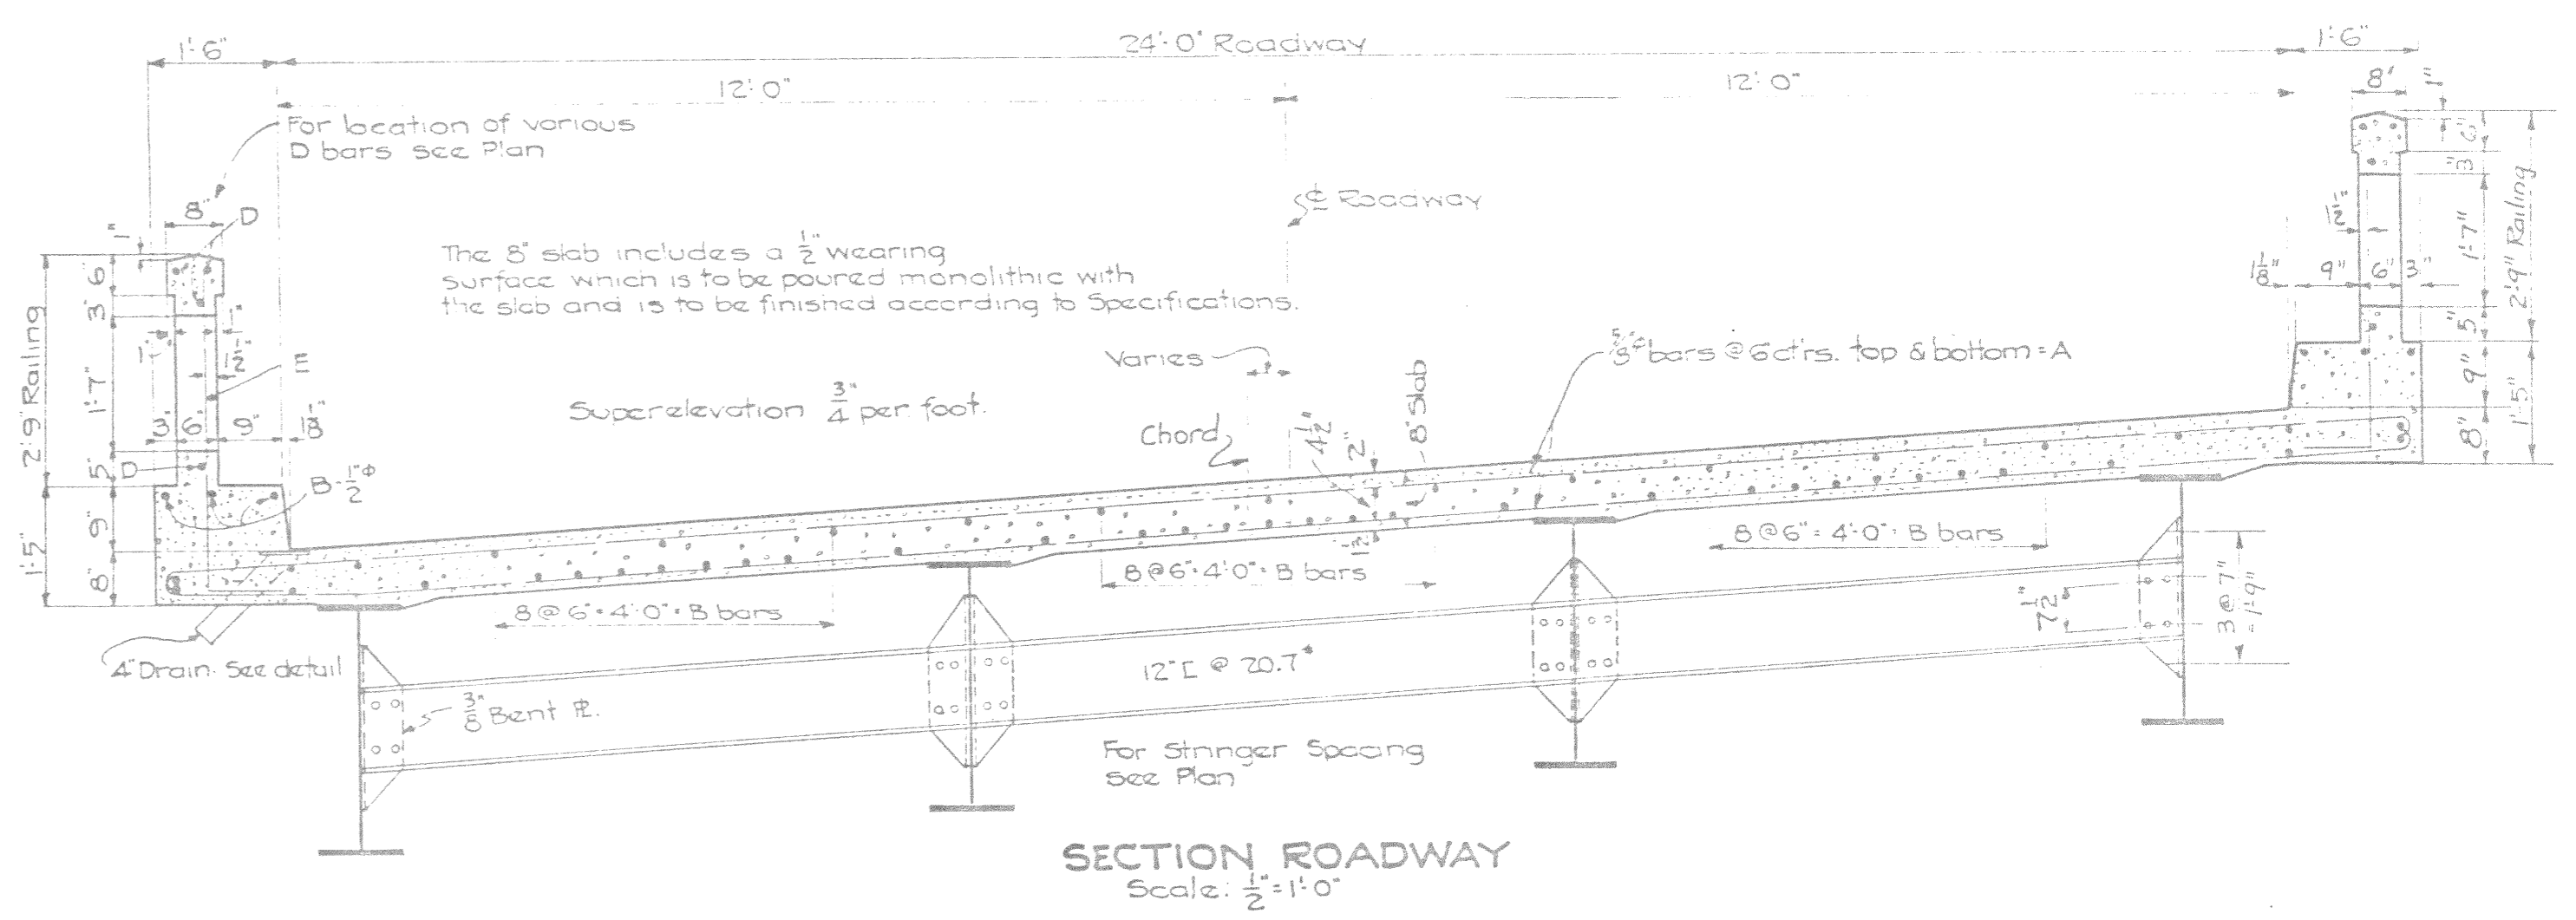 1'-6"
24'-0" Roadway
1'-6"
12'-0"
12'-0"
8'
1"
For location of various
D bars see Plan
℄ Roadway
8"
D
1"
The 8" slab includes a 1/2" wearing
surface which is to be poured monolithic with
the slab and is to be finished according to Specifications.
6"
3"
1'-7"
5"
2'-9" Railing
9"
8"
1'-5"
1 1/2"
1 1/8"
9"
6"
3"
6
3"
1'-7"
5"
2'-9" Railing
9"
8"
1'-5"
1"
1"
1 1/2"
E
3"
6"
9"
1 1/8"
D
B-1/2"ϕ
Varies
5/8"ϕ bars @ 6" ctrs. top & bottom = A
Superelevation 3/4" per foot.
Chord
4 1/2"
2"
8" Slab
8 @ 6" = 4'-0" = B bars
8 @ 6" = 4'-0" = B bars
8 @ 6" = 4'-0" = B bars
4" Drain. See detail
12" [ @ 20.7#
7 1/2"
3 @ 7"
= 1'-9"
3/8" Bent ℙL.
For Stringer Spacing
See Plan
SECTION ROADWAY
Scale: 1/2" = 1'-0"